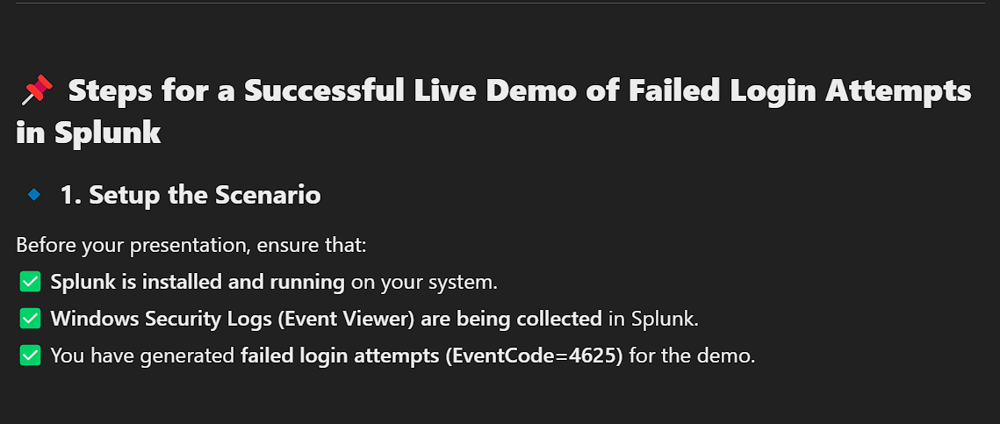 📌 Steps for a Successful Live Demo of Failed Login Attempts
in Splunk
🔹 1. Setup the Scenario
Before your presentation, ensure that:
✅ Splunk is installed and running on your system.
✅ Windows Security Logs (Event Viewer) are being collected in Splunk.
✅ You have generated failed login attempts (EventCode=4625) for the demo.